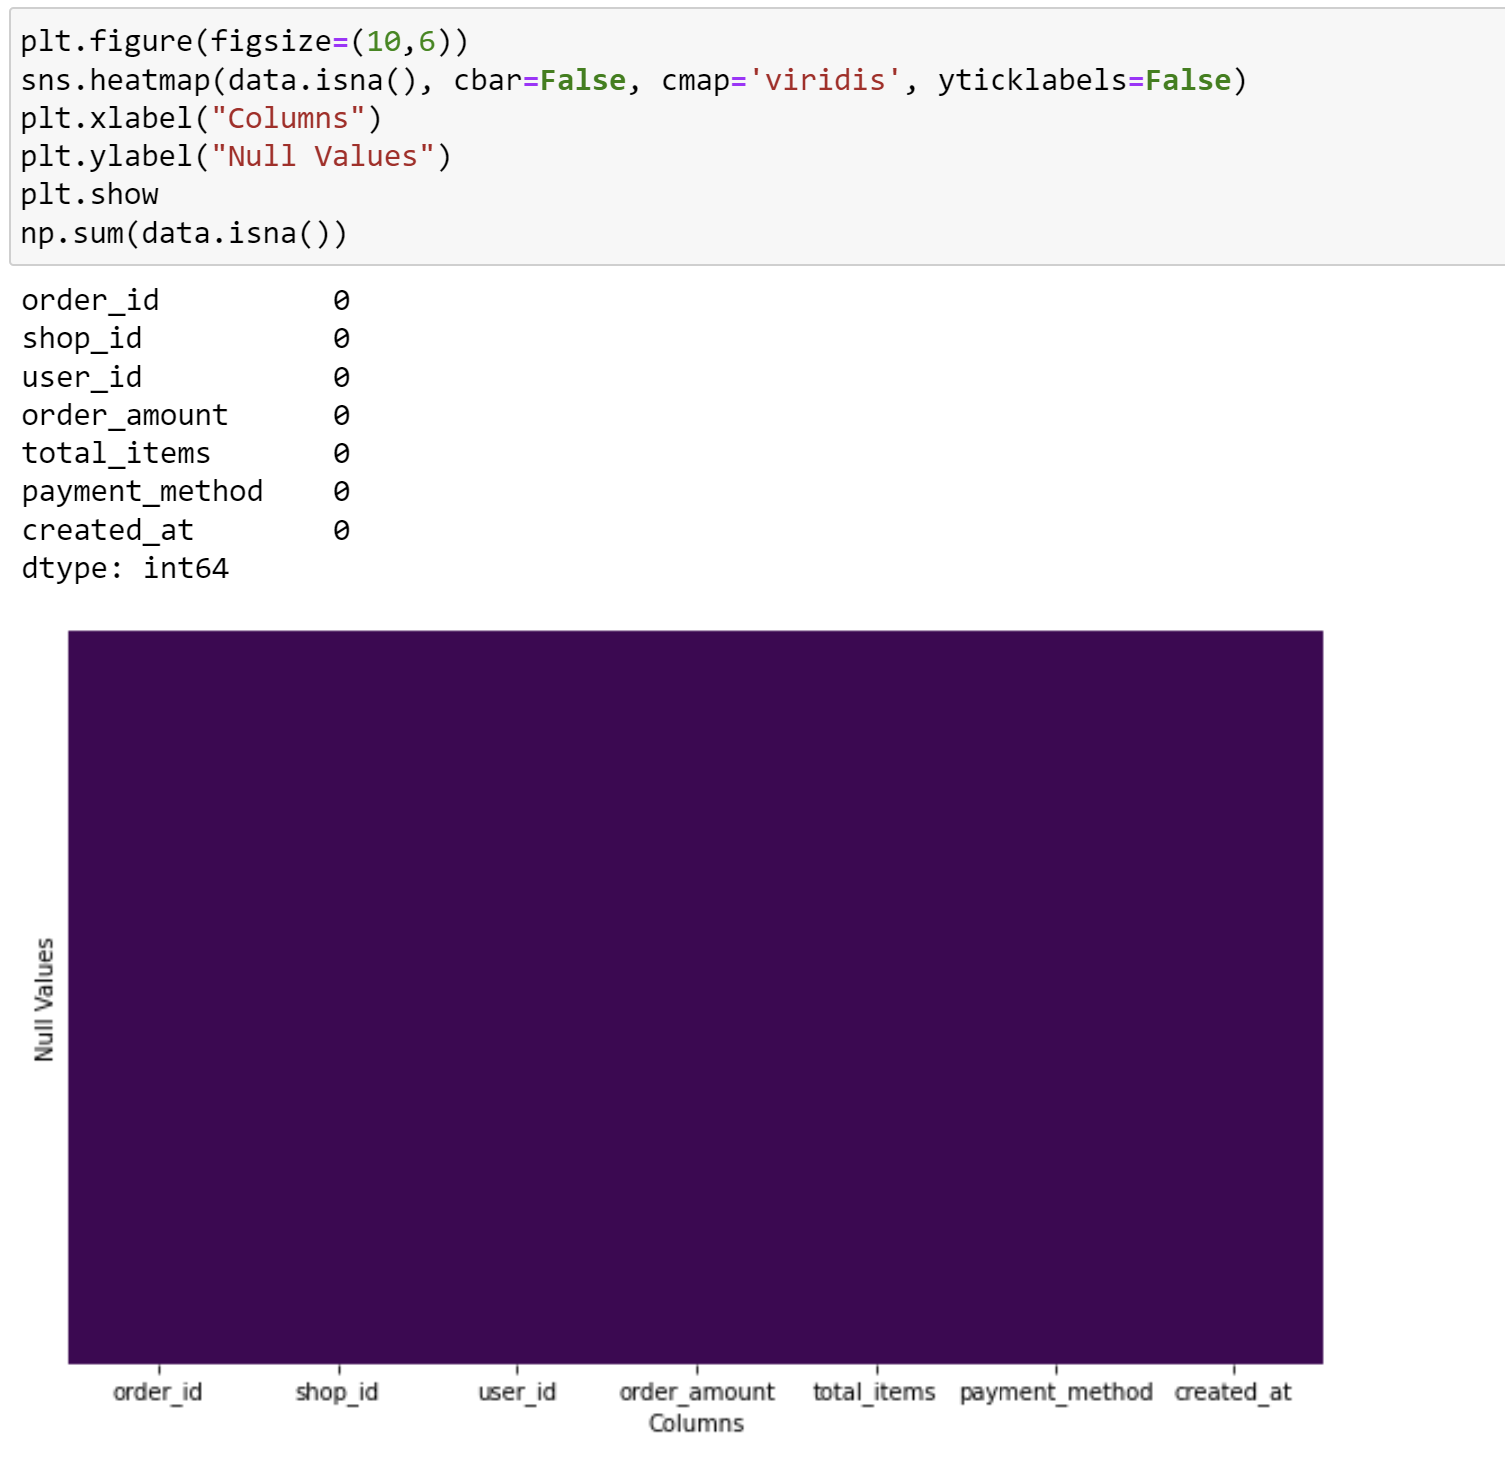 plt.figure(figsize=(10,6))
sns.heatmap(data.isna(), cbar=False, cmap='viridis', yticklabels=False)
plt.xlabel("Columns")
plt.ylabel("Null Values")
plt.show
np.sum(data.isna())
order_id 0
shop_id 0
user_id 0
order_amount 0
total_items 0
payment_method 0
created_at 0
dtype: int64
Null Values
order_id shop_id user_id order_amount total_items payment_method created_at
Columns